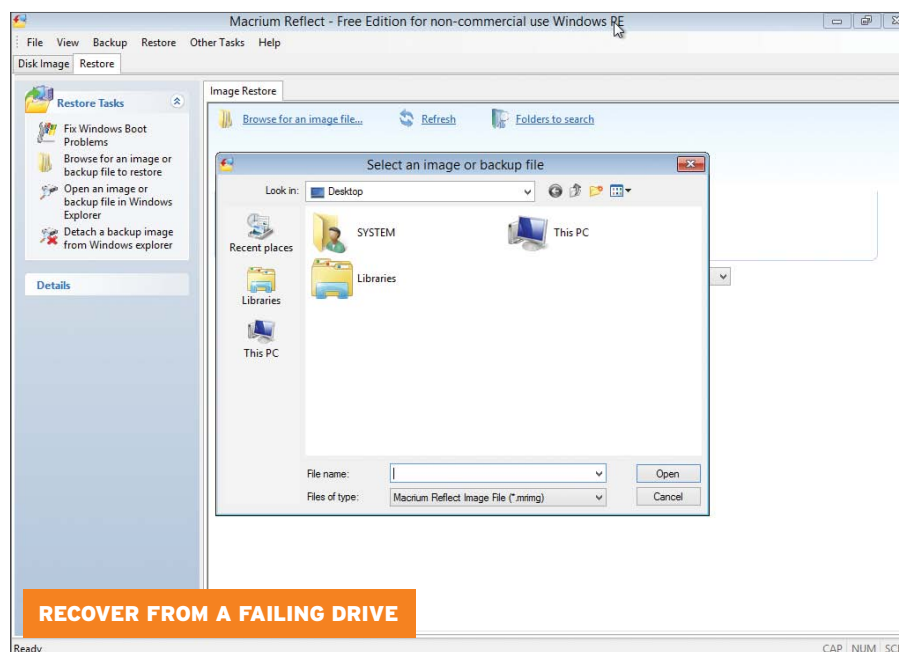 Macrium Reflect - Free Edition for non-commercial use Windows PE
File View Backup Restore Other Tasks Help
Disk Image Restore
Restore Tasks
Fix Windows Boot
Problems
Browse for an image or
backup file to restore
Open an image or
backup file in Windows
Explorer
Detach a backup image
from Windows explorer
Details
Image Restore
Browse for an image file...
Refresh
Folders to search
Select an image or backup file
Look in:
Desktop
Recent places
Libraries
This PC
SYSTEM
This PC
Libraries
File name:
Open
Files of type:
Macrium Reflect Image File (*.mrimg)
Cancel
RECOVER FROM A FAILING DRIVE
Ready
CAP NUM